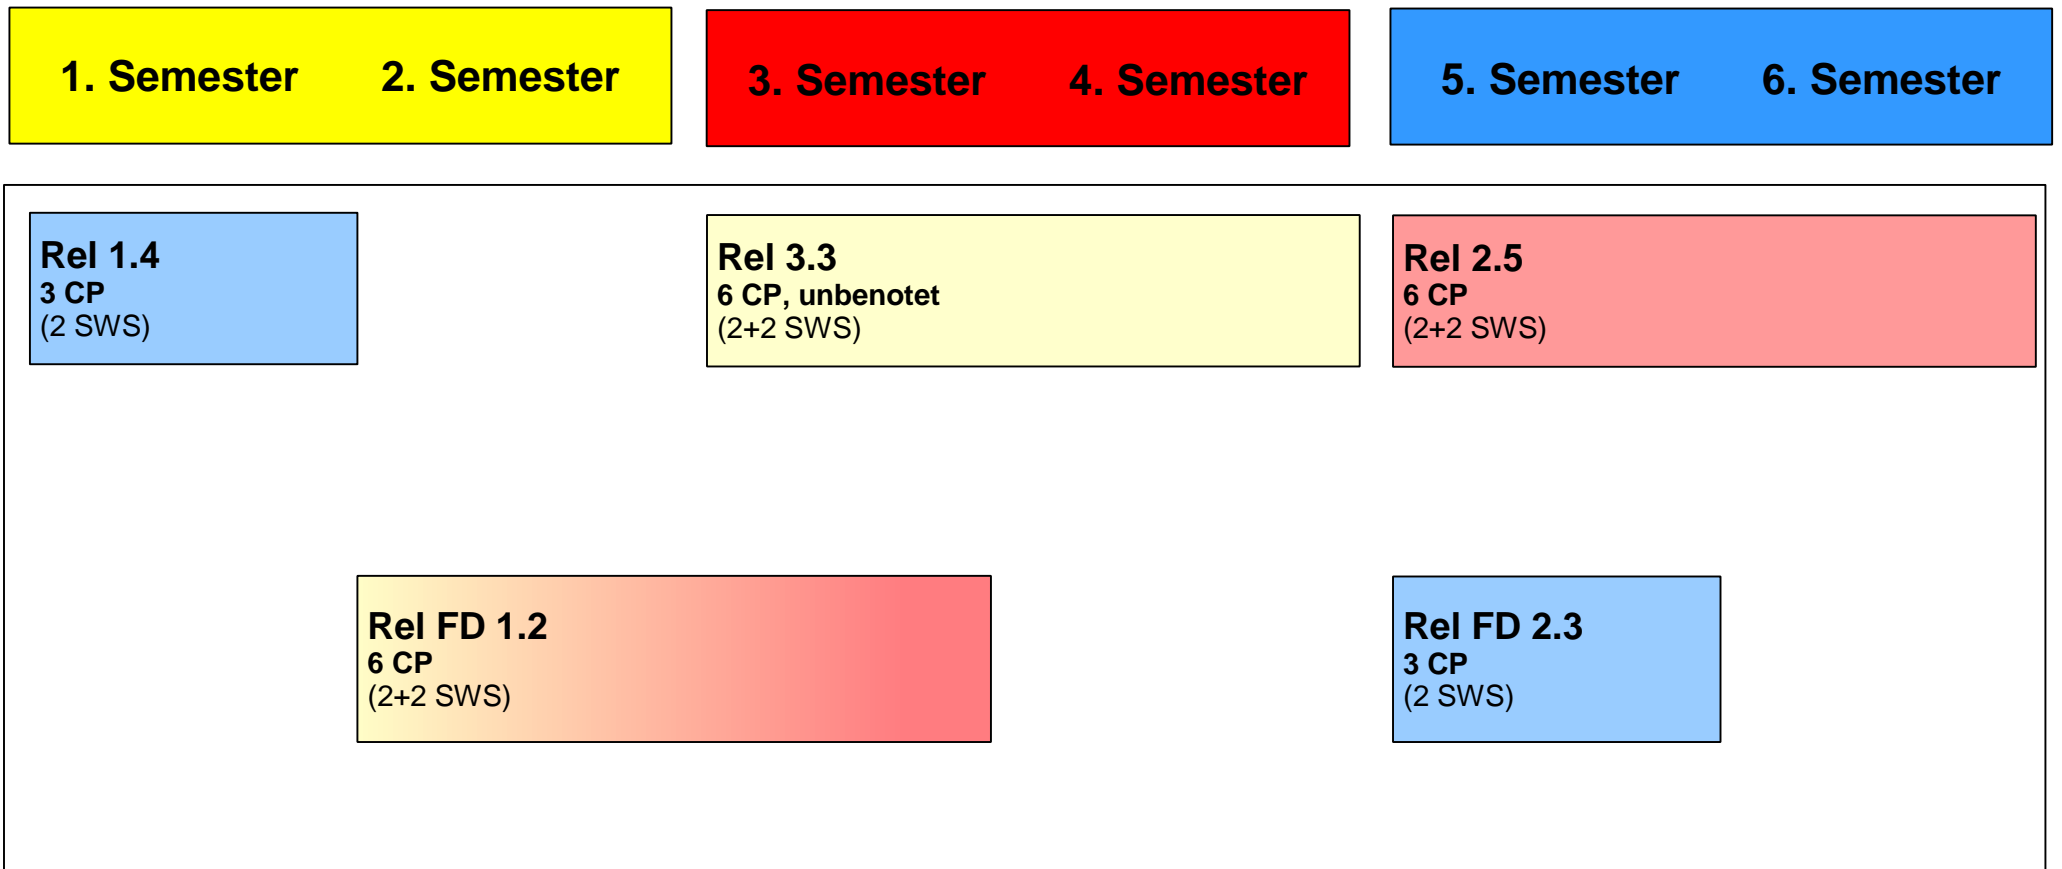 1. Semester 2. Semester
3. Semester 4. Semester
5. Semester 6. Semester
Rel 1.4
3 CP
(2 SWS)
Rel 3.3
6 CP, unbenotet
(2+2 SWS)
Rel 2.5
6 CP
(2+2 SWS)
Rel FD 1.2
6 CP
(2+2 SWS)
Rel FD 2.3
3 CP
(2 SWS)